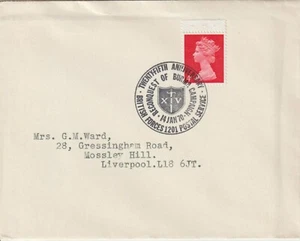 TWENTYFIFTH ANNIVERSARY
RECONQUEST OF BURMA CAMPAIGN
XIV
14 JAN 70
BRITISH FORCES 1201 POSTAL SERVICE
Mrs. G.M.Ward,
28, Gressingham Road,
Mossley Hill.
Liverpool.L18 6JT.